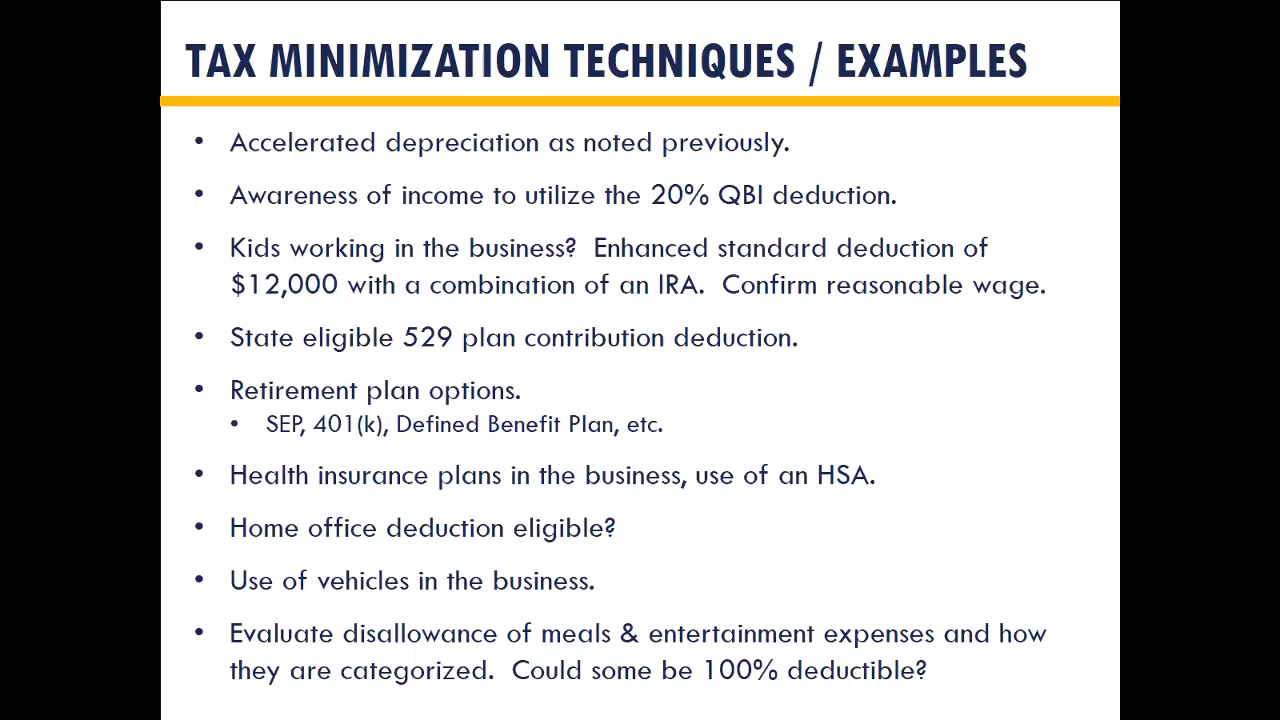 TAX MINIMIZATION TECHNIQUES / EXAMPLES
• Accelerated depreciation as noted previously.
• Awareness of income to utilize the 20% QBI deduction.
• Kids working in the business? Enhanced standard deduction of
$12,000 with a combination of an IRA. Confirm reasonable wage.
• State eligible 529 plan contribution deduction.
• Retirement plan options.
• SEP, 401(k), Defined Benefit Plan, etc.
• Health insurance plans in the business, use of an HSA.
• Home office deduction eligible?
• Use of vehicles in the business.
• Evaluate disallowance of meals & entertainment expenses and how
they are categorized. Could some be 100% deductible?